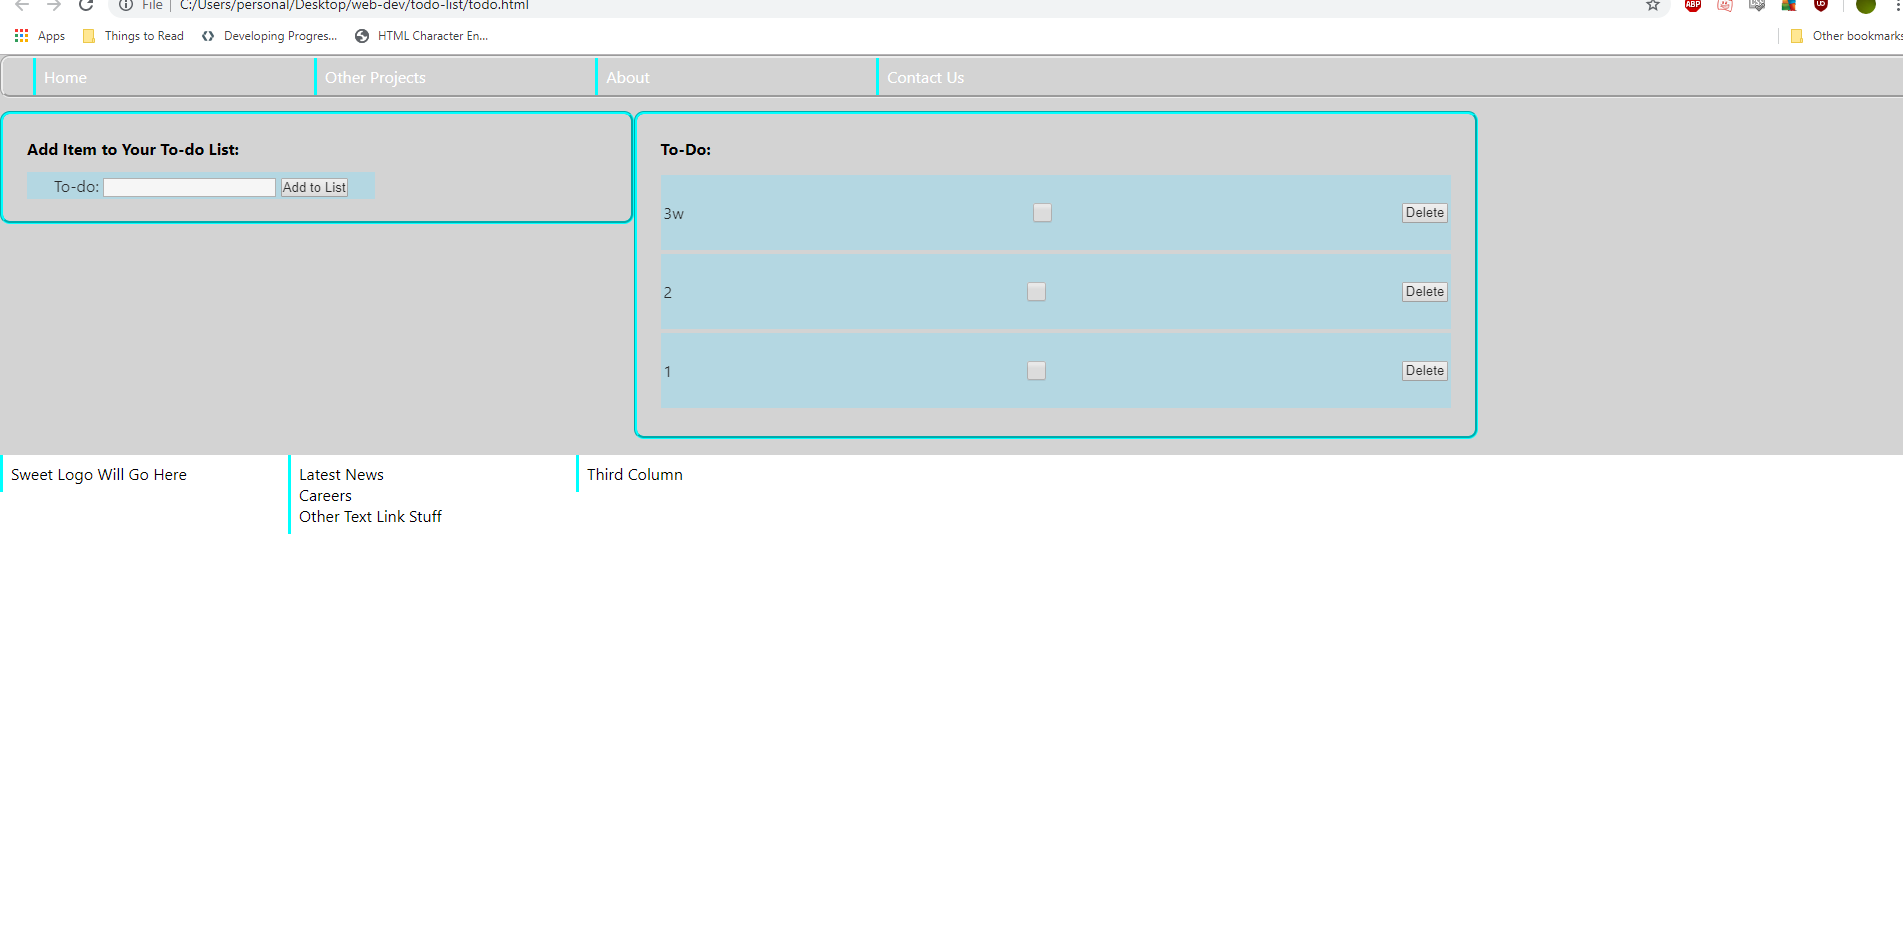 File | C:/Users/personal/Desktop/web-dev/todo-list/todo.html
ABP
Apps Things to Read Developing Progres... HTML Character En... Other bookmarks
Home Other Projects About Contact Us
Add Item to Your To-do List:
To-do: Add to List
To-Do:
3w Delete
2 Delete
1 Delete
Sweet Logo Will Go Here
Latest News
Careers
Other Text Link Stuff
Third Column